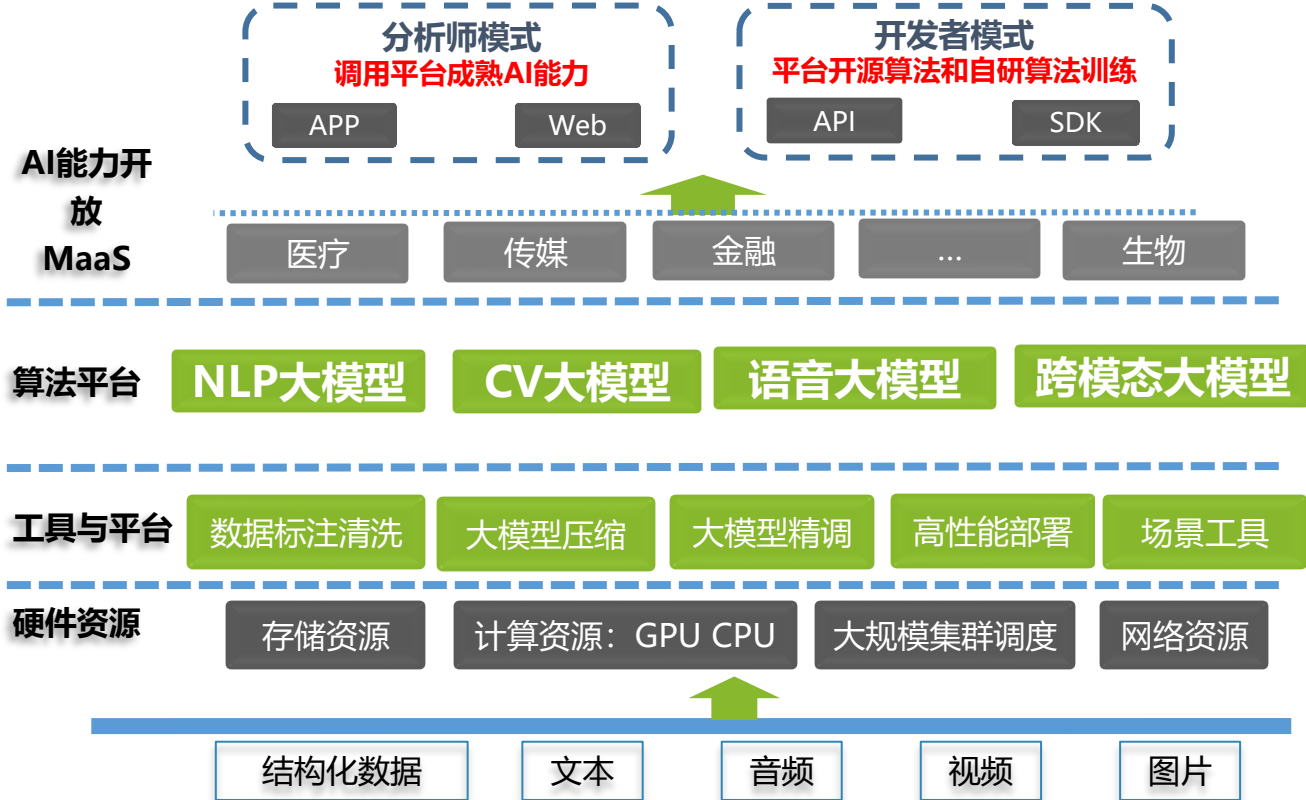 分析师模式
调用平台成熟AI能力
APP
Web
开发者模式
平台开源算法和自研算法训练
API
SDK
AI能力开
放
MaaS
医疗
传媒
金融
...
生物
算法平台
NLP大模型
CV大模型
语音大模型
跨模态大模型
工具与平台
数据标注清洗
大模型压缩
大模型精调
高性能部署
场景工具
硬件资源
存储资源
计算资源：GPU CPU
大规模集群调度
网络资源
结构化数据
文本
音频
视频
图片